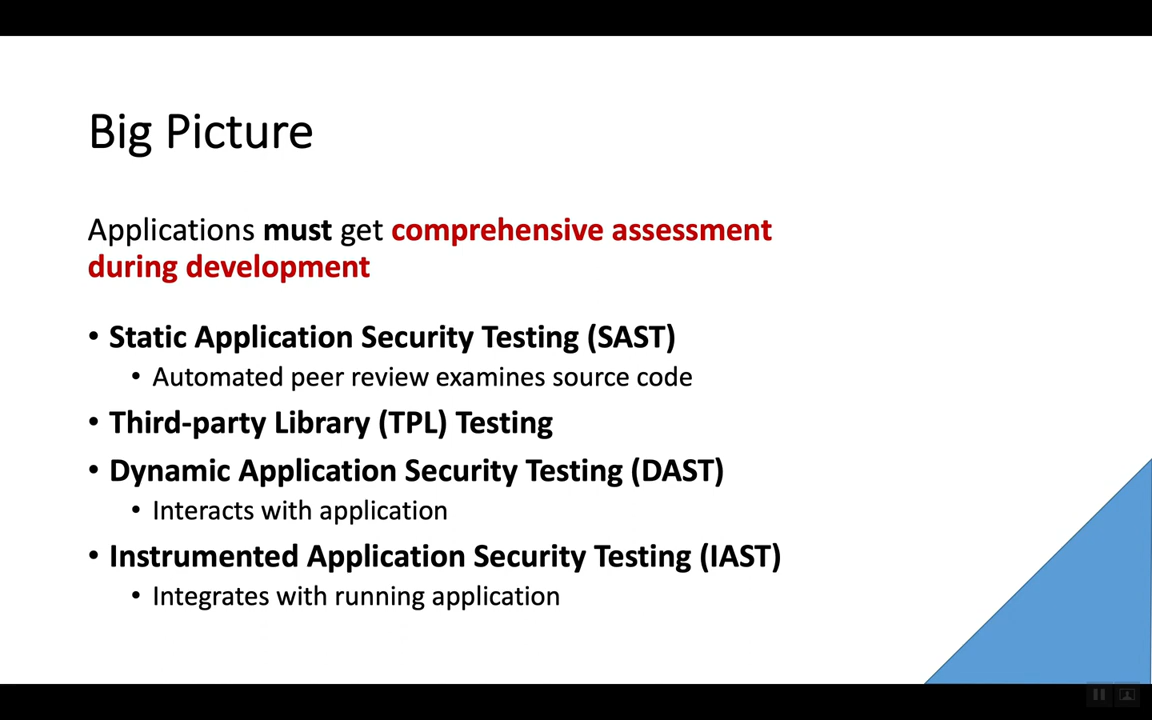 Big Picture
Applications must get comprehensive assessment
during development
• Static Application Security Testing (SAST)
• Automated peer review examines source code
• Third-party Library (TPL) Testing
• Dynamic Application Security Testing (DAST)
• Interacts with application
• Instrumented Application Security Testing (IAST)
• Integrates with running application